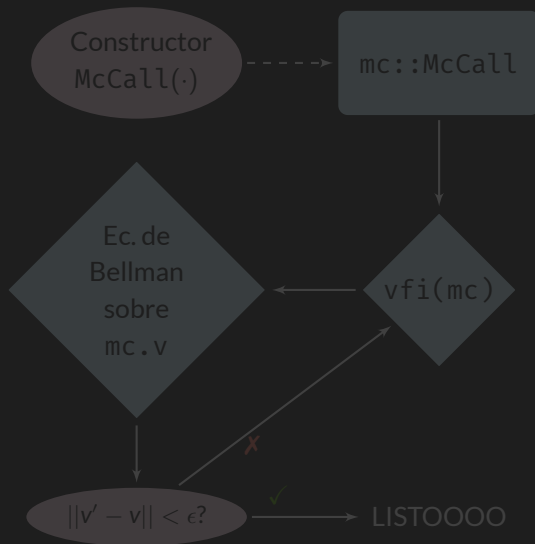 Constructor
McCall(·)
mc::McCall
Ec. de
Bellman
sobre
mc.v
vfi(mc)
✗
✓
||v′ − v|| < ϵ?
LISTOOOO